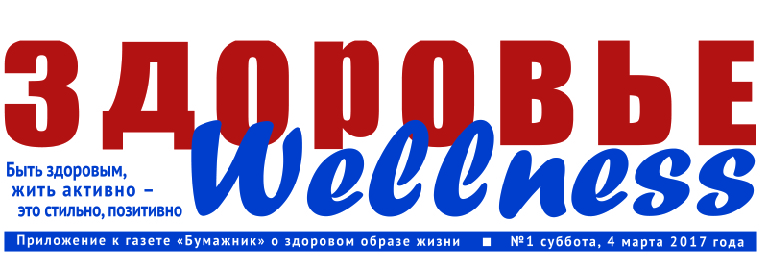 ЗДОРОВЬЕ
Wellness
Быть здоровым,
жить активно –
это стильно, позитивно
Приложение к газете «Бумажник» о здоровом образе жизни ■ №1 суббота, 4 марта 2017 года